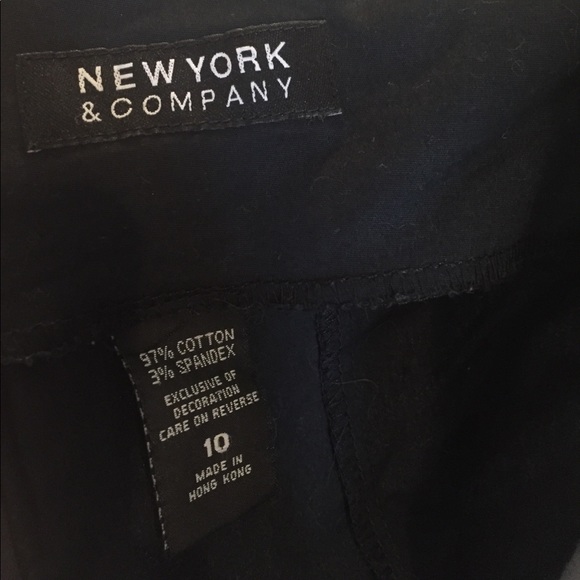 NEW YORK
& COMPANY
97% COTTON
3% SPANDEX
EXCLUSIVE OF
DECORATION
CARE ON REVERSE
10
MADE IN
HONG KONG